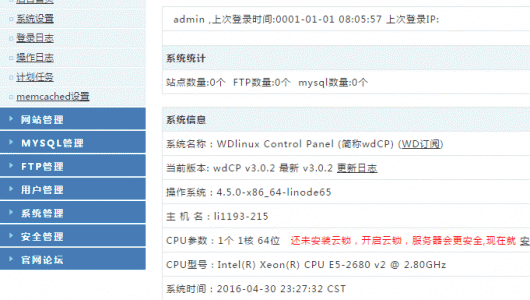 后台首页
系统设置
登录日志
操作日志
计划任务
memcached设置
网站管理
MYSQL管理
FTP管理
用户管理
系统管理
安全管理
官网论坛
admin ,上次登录时间:0001-01-01 08:05:57 上次登录IP:
系统统计
站点数量:0个 FTP数量:0个 mysql数量:0个
系统信息
系统名称 : WDlinux Control Panel (简称wdCP) (WD订阅)
当前版本: wdCP v3.0.2 最新 v3.0.2 更新日志
操作系统 : 4.5.0-x86_64-linode65
主 机 名 : li1193-215
CPU参数 : 1个 1核 64位 还未安装云锁，开启云锁，服务器会更安全,现在就 安
CPU型号 : Intel(R) Xeon(R) CPU E5-2680 v2 @ 2.80GHz
系统时间 : 2016-04-30 23:27:32 CST